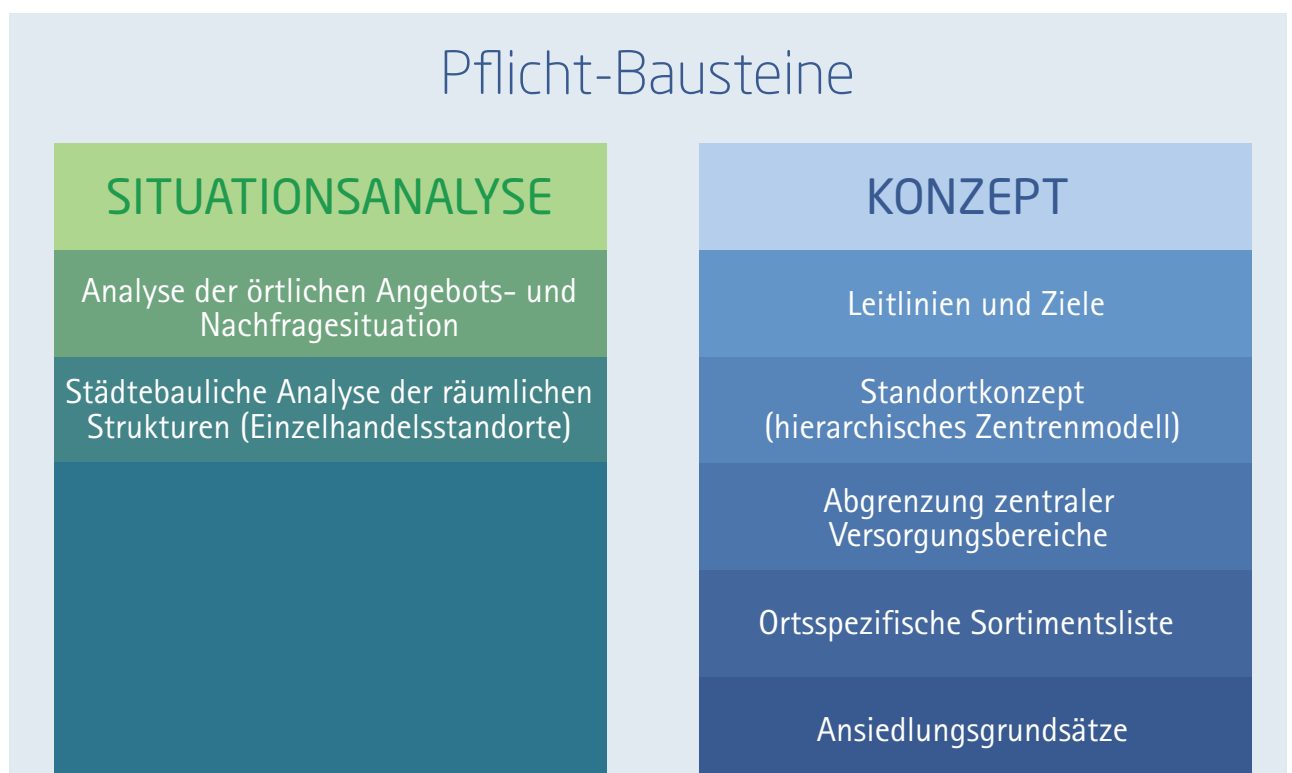 Pflicht-Bausteine
SITUATIONSANALYSE
Analyse der örtlichen Angebots- und
Nachfragesituation
Städtebauliche Analyse der räumlichen
Strukturen (Einzelhandelsstandorte)
KONZEPT
Leitlinien und Ziele
Standortkonzept
(hierarchisches Zentrenmodell)
Abgrenzung zentraler
Versorgungsbereiche
Ortsspezifische Sortimentsliste
Ansiedlungsgrundsätze